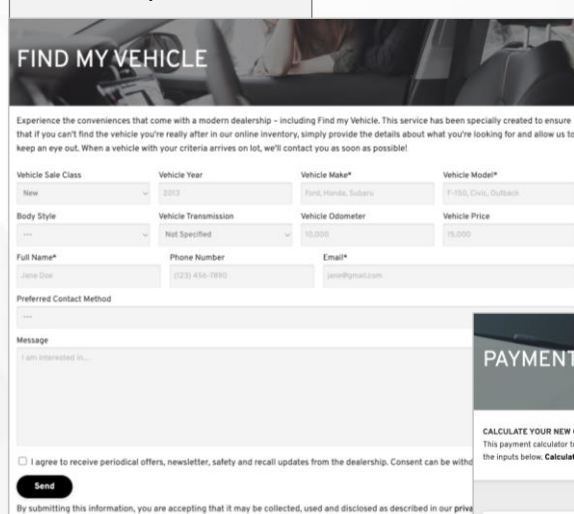 FIND MY VEHICLE
Experience the conveniences that come with a modern dealership – including Find my Vehicle. This service has been specially created to ensure
that if you can't find the vehicle you're really after in our online inventory, simply provide the details about what you're looking for and allow us to
keep an eye out. When a vehicle with your criteria arrives on lot, we'll contact you as soon as possible!
Vehicle Sale Class Vehicle Year Vehicle Make* Vehicle Model*
New 2013 Ford, Honda, Subaru F-150, Civic, Outback
Body Style Vehicle Transmission Vehicle Odometer Vehicle Price
--- Not Specified 10,000 15,000
Full Name* Phone Number Email*
Jane Doe (123) 456-7890 jane@gmail.com
Preferred Contact Method
---
Message
I am interested in...
I agree to receive periodical offers, newsletter, safety and recall updates from the dealership. Consent can be
Send
By submitting this information, you are accepting that it may be collected, used and disclosed as described in our
PAYMENT
CALCULATE YOUR NEW
This payment calculator
the inputs below.